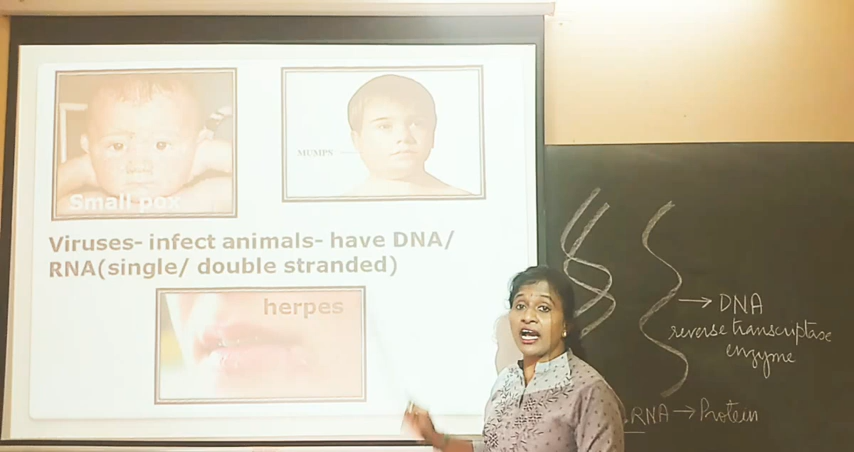 Small pox
MUMPS
Viruses- infect animals- have DNA/
RNA(single/ double stranded)
herpes
→ DNA
reverse transcriptase
enzyme
RNA → Protein